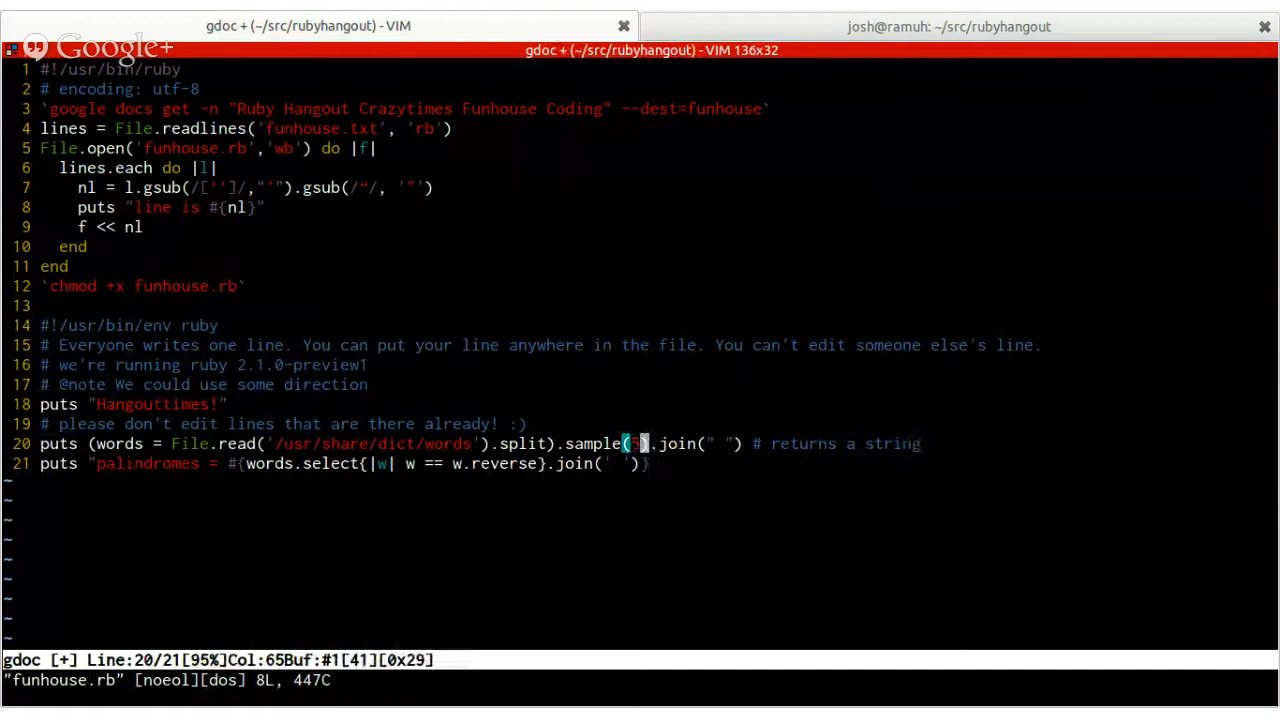 gdoc + (~/src/rubyhangout) - VIM
josh@ramuh: ~/src/rubyhangout
Google+
gdoc + (~/src/rubyhangout) - VIM 136x32
1 #!/usr/bin/ruby
2 # encoding: utf-8
3 `google docs get -n "Ruby Hangout Crazytimes Funhouse Coding" --dest=funhouse`
4 lines = File.readlines('funhouse.txt', 'rb')
5 File.open('funhouse.rb','wb') do |f|
6 lines.each do |l|
7 nl = l.gsub(/['']/,"'").gsub(/“/, '"')
8 puts "line is #{nl}"
9 f << nl
10 end
11 end
12 `chmod +x funhouse.rb`
13
14 #!/usr/bin/env ruby
15 # Everyone writes one line. You can put your line anywhere in the file. You can't edit someone else's line.
16 # we're running ruby 2.1.0-preview1
17 # @note We could use some direction
18 puts "Hangouttimes!"
19 # please don't edit lines that are there already! :)
20 puts (words = File.read('/usr/share/dict/words').split).sample(5).join(" ") # returns a string
21 puts "palindromes = #{words.select{|w| w == w.reverse}.join(' ')}
~
~
~
~
~
~
~
~
~
gdoc [+] Line:20/21[95%]Col:65Buf:#1[41][0x29]
"funhouse.rb" [noeol][dos] 8L, 447C